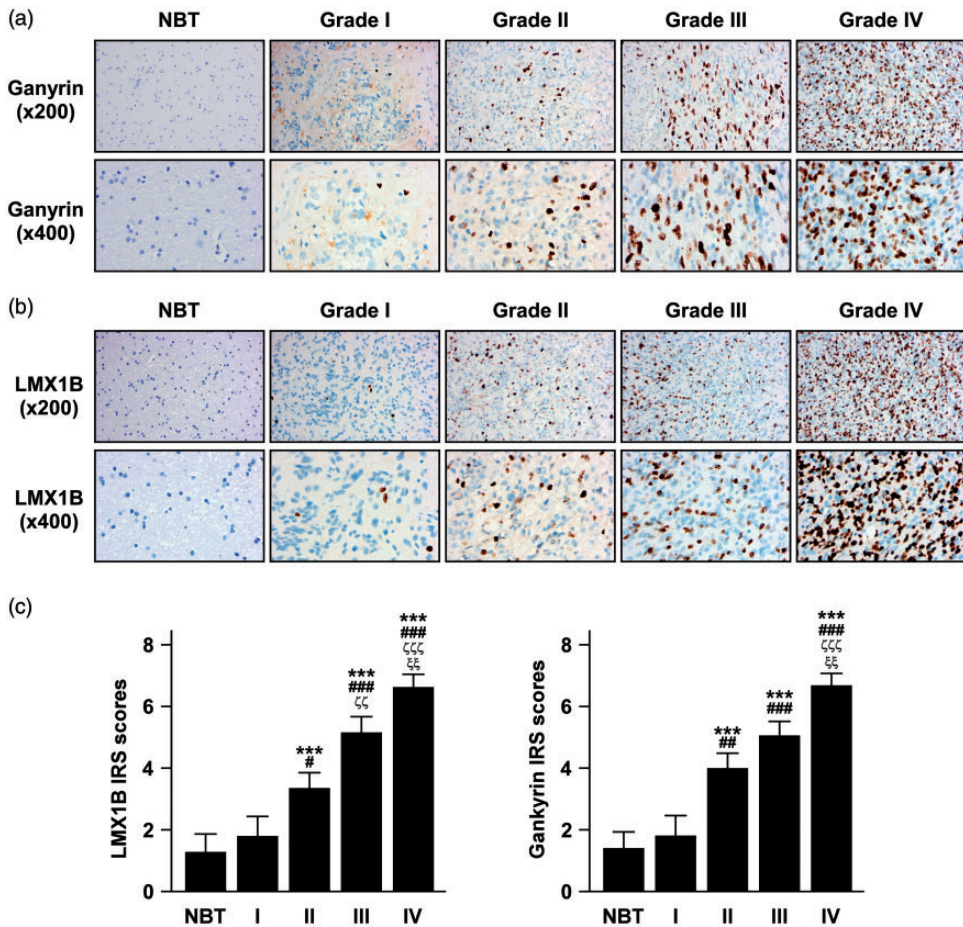 (a)
NBT Grade I Grade II Grade III Grade IV
Ganyrin
(x200)
Ganyrin
(x400)
(b)
NBT Grade I Grade II Grade III Grade IV
LMX1B
(x200)
LMX1B
(x400)
(c)
LMX1B IRS scores
8
6
4
2
0
***
#
***
###
ζζ
***
###
ζζζ
ξξ
NBT I II III IV
Gankyrin IRS scores
8
6
4
2
0
***
##
***
###
***
###
ζζζ
ξξ
NBT I II III IV